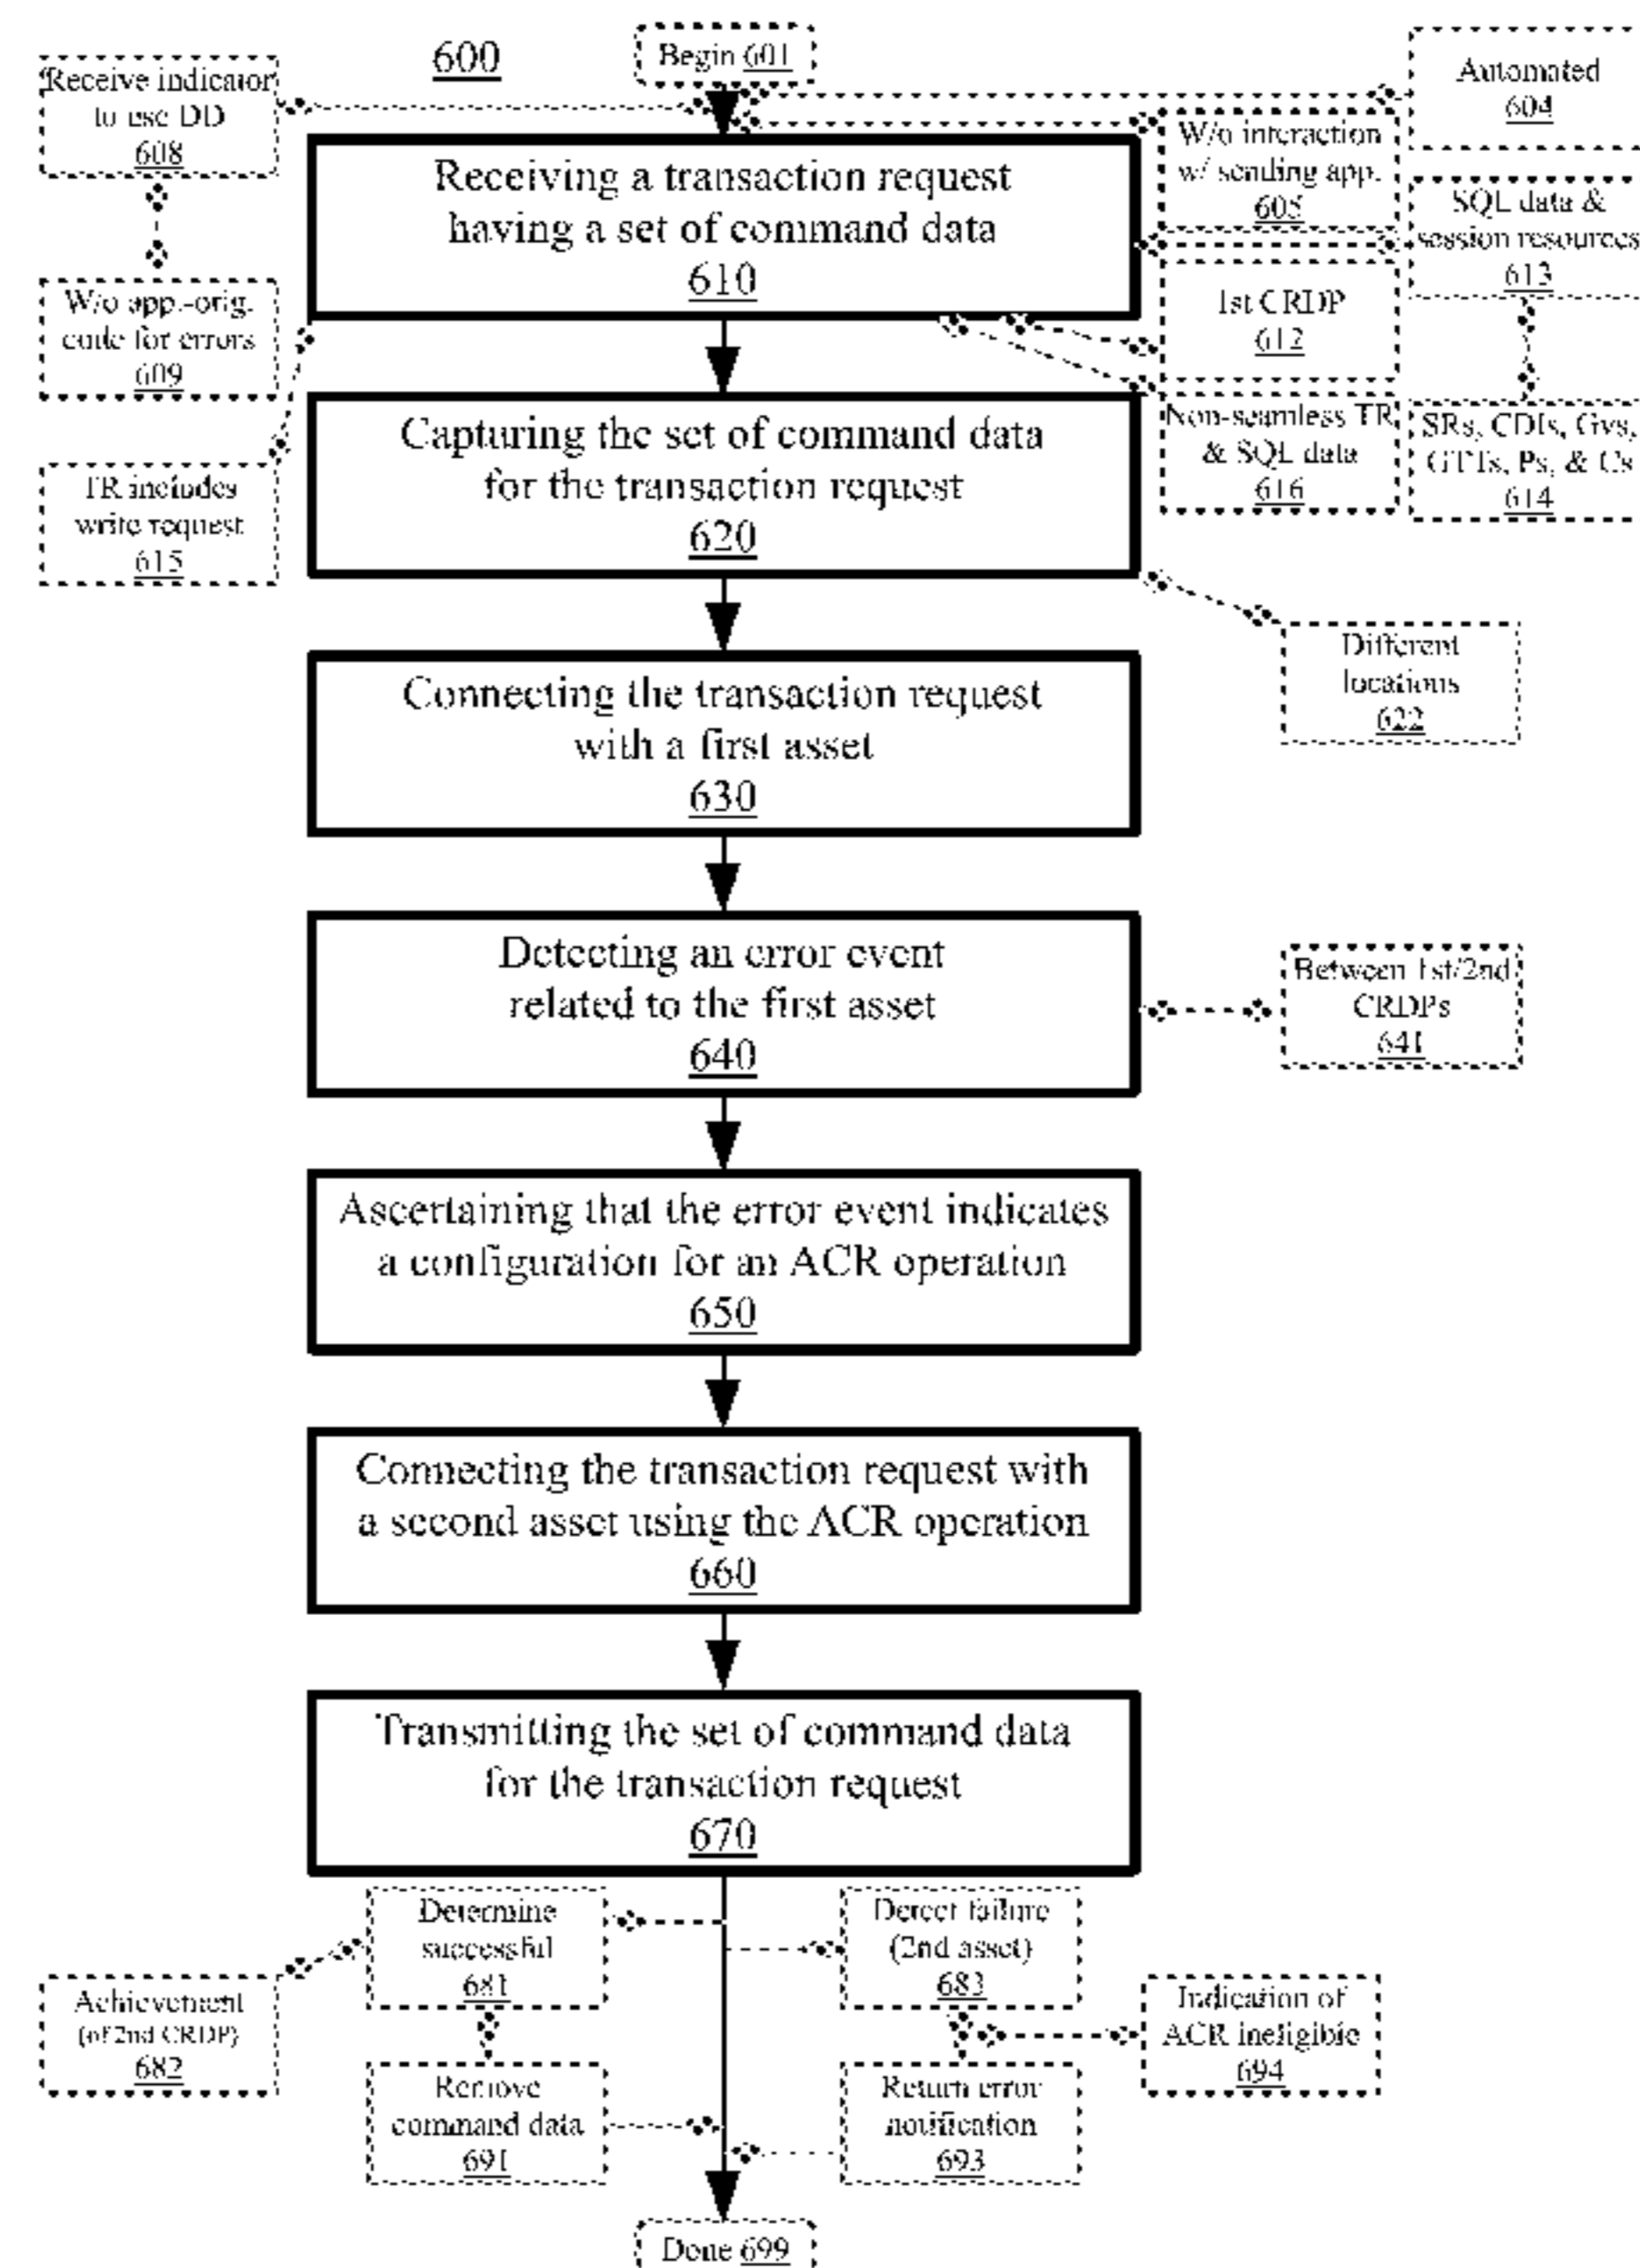 600
Begin 601
Automated
604
Receive indicator
to use DD
608
W/o interaction
w/ sending app.
605
Receiving a transaction request
having a set of command data
610
SQL data &
session resources
613
W/o app.-orig.
code for errors
609
1st CRDP
612
Capturing the set of command data
for the transaction request
620
Non-seamless TR
& SQL data
616
SRs, CDIs, Gvs,
GTTs, Ps, & Cs
614
TR includes
write request
615
Different
locations
622
Connecting the transaction request
with a first asset
630
Detecting an error event
related to the first asset
640
Between 1st/2nd
CRDPs
641
Ascertaining that the error event indicates
a configuration for an ACR operation
650
Connecting the transaction request with
a second asset using the ACR operation
660
Transmitting the set of command data
for the transaction request
670
Determine
successful
681
Detect failure
(2nd asset)
683
Achievement
(of 2nd CRDP)
682
Indication of
ACR ineligible
694
Remove
command data
691
Return error
notification
693
Done 699